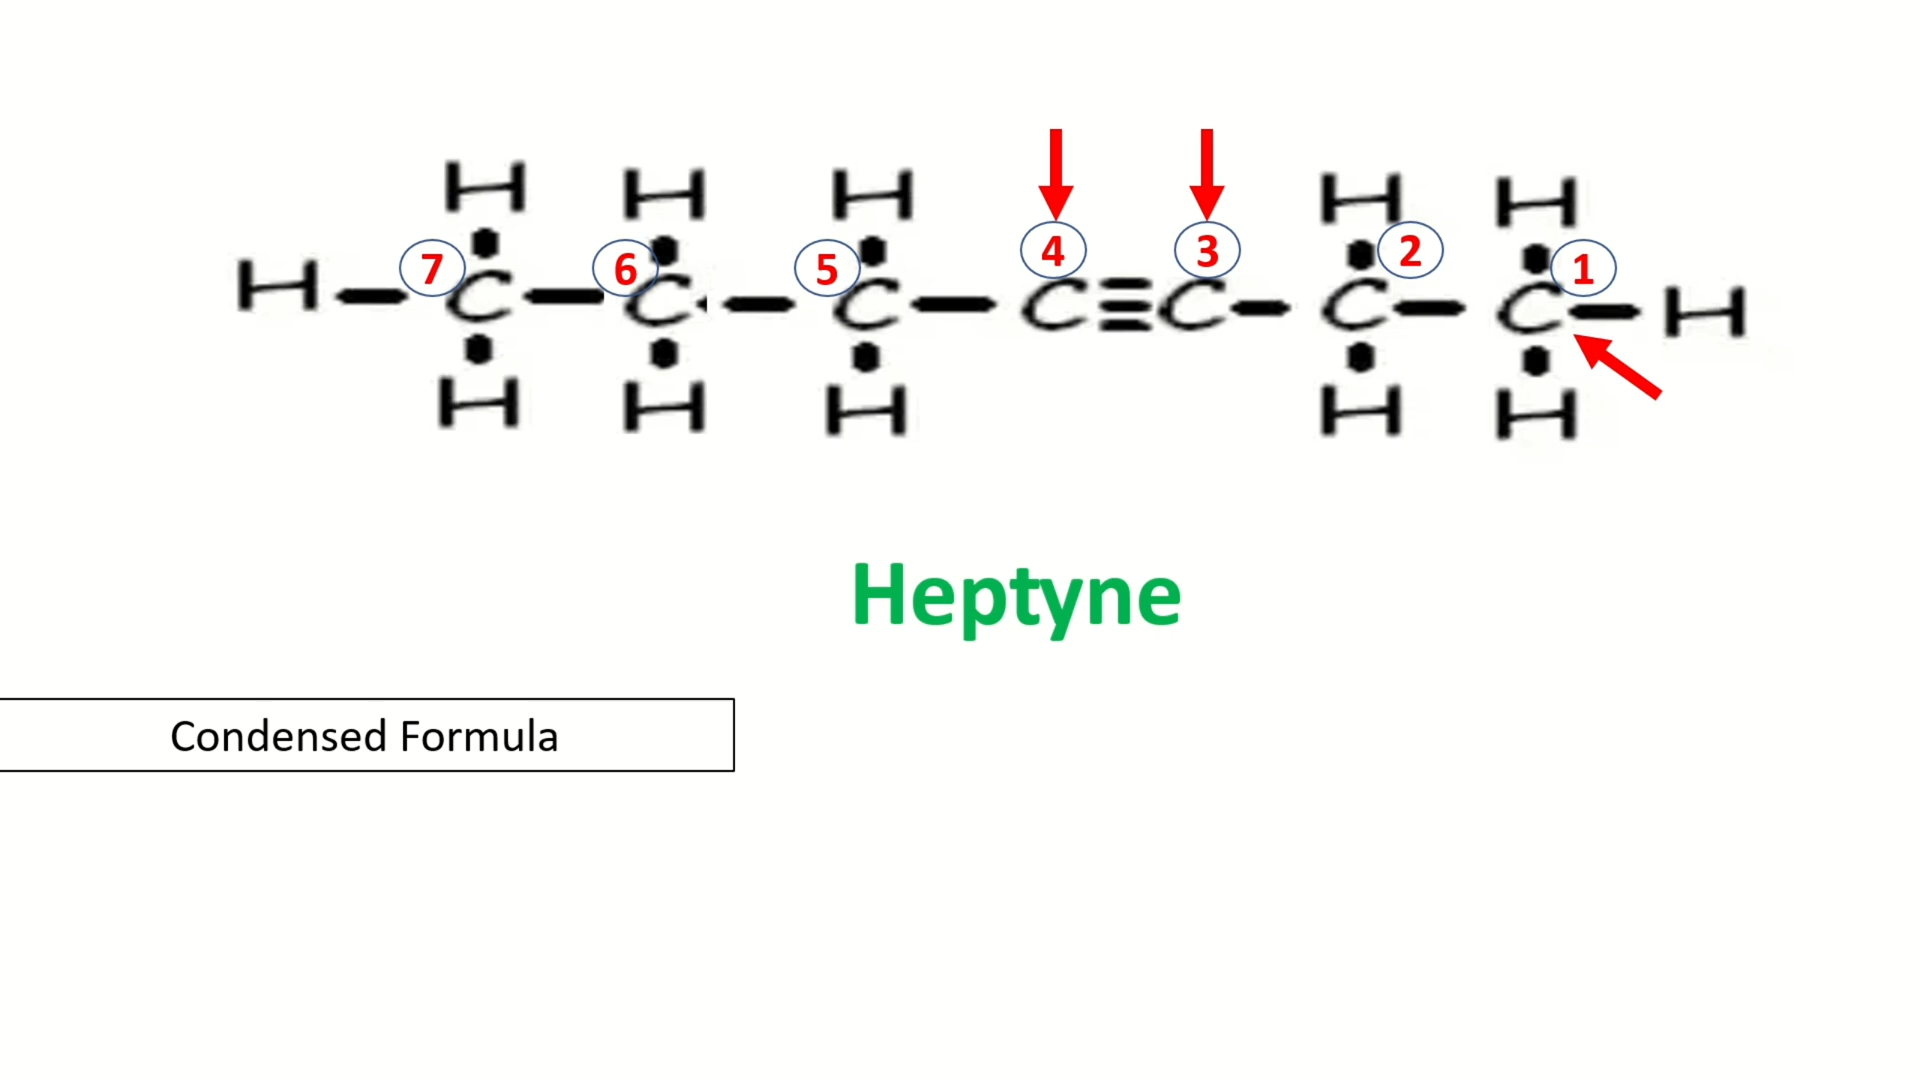 H H H H H
H 7 C 6 C 5 C 4 C ≡ 3 C C 2 C 1 H
H H H H H
Heptyne
Condensed Formula